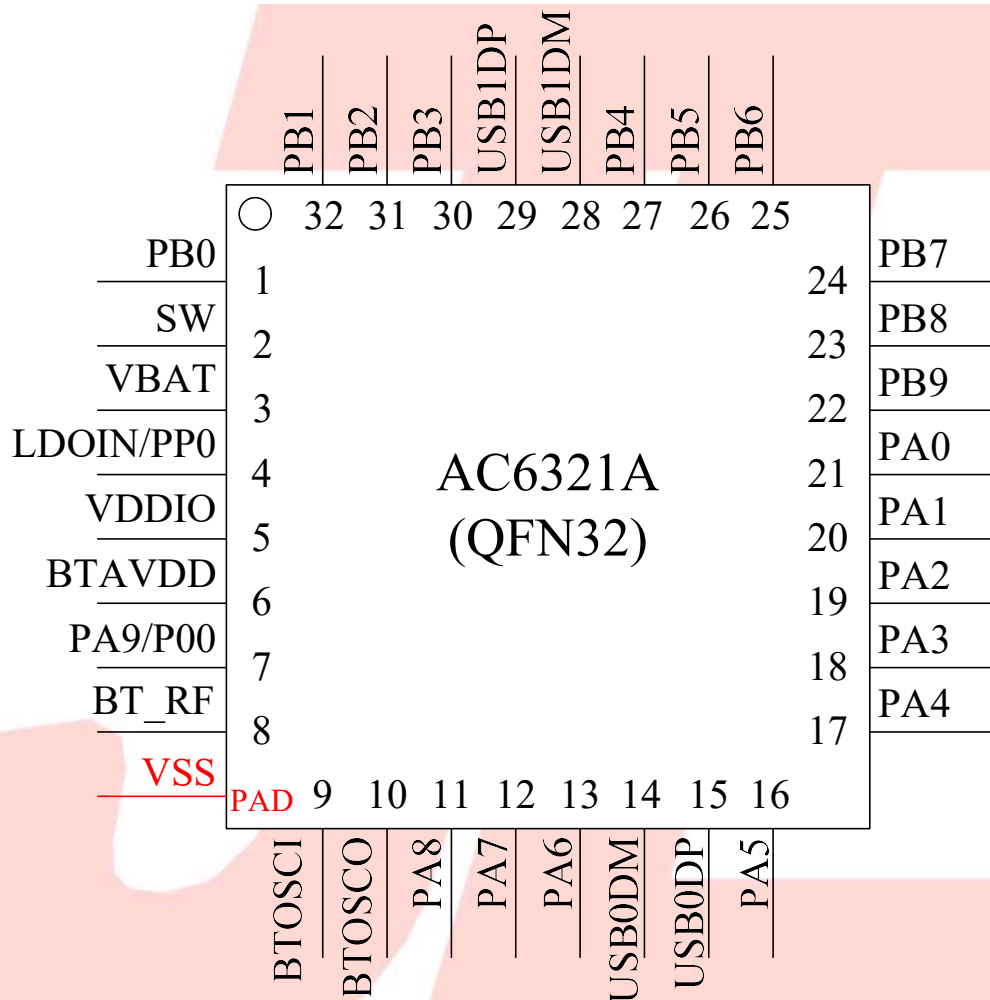 PB1
PB2
PB3
USB1DP
USB1DM
PB4
PB5
PB6
32 31 30 29 28 27 26 25
PB0
1
SW
2
VBAT
3
LDOIN/PP0
4
VDDIO
5
BTAVDD
6
PA9/P00
7
BT_RF
8
VSS
PAD
AC6321A
(QFN32)
24
PB7
23
PB8
22
PB9
21
PA0
20
PA1
19
PA2
18
PA3
17
PA4
9 10 11 12 13 14 15 16
BTOSCI
BTOSCO
PA8
PA7
PA6
USB0DM
USB0DP
PA5